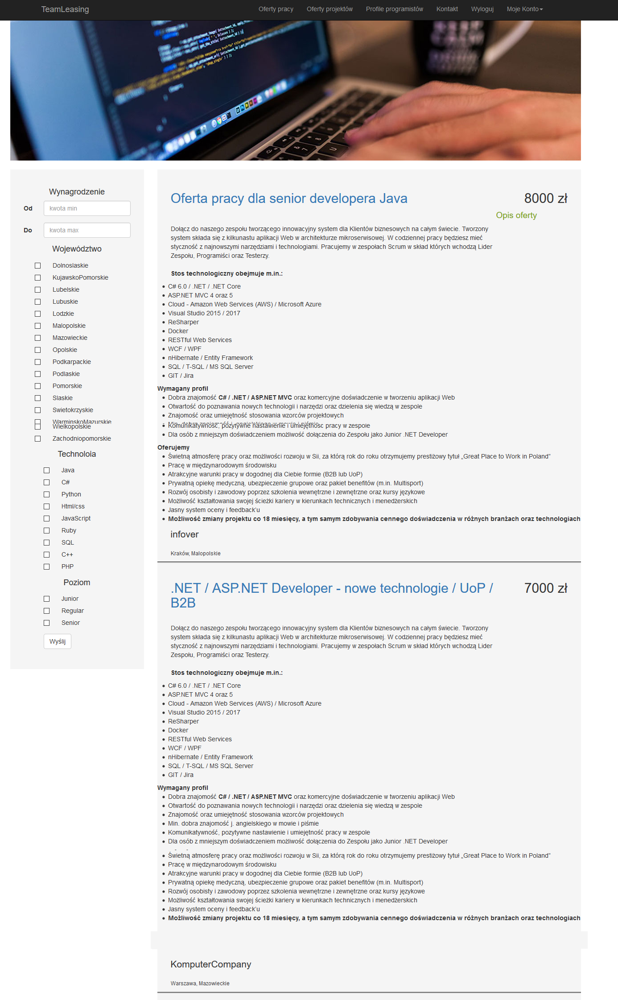 TeamLeasing
Oferty pracy
Oferty projektów
Profile programistów
Kontakt
Wyloguj
Moje Konto
Wynagrodzenie
Od
kwota min
Do
kwota max
Województwo
Dolnoslaskie
KujawskoPomorskie
Lubelskie
Lubuskie
Lodzkie
Malopolskie
Mazowieckie
Opolskie
Podkarpackie
Podlaskie
Pomorskie
Slaskie
Swietokrzyskie
WarminskoMazurskie
Wielkopolskie
Zachodniopomorskie
Technoloia
Java
C#
Python
Html/css
JavaScript
Ruby
SQL
C++
PHP
Poziom
Junior
Regular
Senior
Wyślij
Oferta pracy dla senior developera Java
8000 zł
Opis oferty
Dołącz do naszego zespołu tworzącego innowacyjny system dla Klientów biznesowych na całym świecie. Tworzony
system składa się z kilkunastu aplikacji Web w architekturze mikroserwisowej. W codziennej pracy będziesz mieć
styczność z najnowszymi narzędziami i technologiami. Pracujemy w zespołach Scrum w skład których wchodzą Lider
Zespołu, Programiści oraz Testerzy.
Stos technologiczny obejmuje m.in.:
C# 6.0 / .NET / .NET Core
ASP.NET MVC 4 oraz 5
Cloud - Amazon Web Services (AWS) / Microsoft Azure
Visual Studio 2015 / 2017
ReSharper
Docker
RESTful Web Services
WCF / WPF
nHibernate / Entity Framework
SQL / T-SQL / MS SQL Server
GIT / Jira
Wymagany profil
Dobra znajomość C# / .NET / ASP.NET MVC oraz komercyjne doświadczenie w tworzeniu aplikacji Web
Otwartość do poznawania nowych technologii i narzędzi oraz dzielenia się wiedzą w zespole
Znajomość oraz umiejętność stosowania wzorców projektowych
Min. dobra znajomość j. angielskiego w mowie i piśmie
Komunikatywność, pozytywne nastawienie i umiejętność pracy w zespole
Dla osób z mniejszym doświadczeniem możliwość dołączenia do Zespołu jako Junior .NET Developer
Oferujemy
Świetną atmosferę pracy oraz możliwości rozwoju w Sii, za którą rok do roku otrzymujemy prestiżowy tytuł „Great Place to Work in Poland”
Pracę w międzynarodowym środowisku
Atrakcyjne warunki pracy w dogodnej dla Ciebie formie (B2B lub UoP)
Prywatną opiekę medyczną, ubezpieczenie grupowe oraz pakiet benefitów (m.in. Multisport)
Rozwój osobisty i zawodowy poprzez szkolenia wewnętrzne i zewnętrzne oraz kursy językowe
Możliwość kształtowania swojej ścieżki kariery w kierunkach technicznych i menedżerskich
Jasny system oceny i feedback’u
Możliwość zmiany projektu co 18 miesięcy, a tym samym zdobywania cennego doświadczenia w różnych branżach oraz technologiach
infover
Kraków, Malopolskie
.NET / ASP.NET Developer - nowe technologie / UoP /
B2B
7000 zł
Dołącz do naszego zespołu tworzącego innowacyjny system dla Klientów biznesowych na całym świecie. Tworzony
system składa się z kilkunastu aplikacji Web w architekturze mikroserwisowej. W codziennej pracy będziesz mieć
styczność z najnowszymi narzędziami i technologiami. Pracujemy w zespołach Scrum w skład których wchodzą Lider
Zespołu, Programiści oraz Testerzy.
Stos technologiczny obejmuje m.in.:
C# 6.0 / .NET / .NET Core
ASP.NET MVC 4 oraz 5
Cloud - Amazon Web Services (AWS) / Microsoft Azure
Visual Studio 2015 / 2017
ReSharper
Docker
RESTful Web Services
WCF / WPF
nHibernate / Entity Framework
SQL / T-SQL / MS SQL Server
GIT / Jira
Wymagany profil
Dobra znajomość C# / .NET / ASP.NET MVC oraz komercyjne doświadczenie w tworzeniu aplikacji Web
Otwartość do poznawania nowych technologii i narzędzi oraz dzielenia się wiedzą w zespole
Znajomość oraz umiejętność stosowania wzorców projektowych
Min. dobra znajomość j. angielskiego w mowie i piśmie
Komunikatywność, pozytywne nastawienie i umiejętność pracy w zespole
Dla osób z mniejszym doświadczeniem możliwość dołączenia do Zespołu jako Junior .NET Developer
Świetną atmosferę pracy oraz możliwości rozwoju w Sii, za którą rok do roku otrzymujemy prestiżowy tytuł „Great Place to Work in Poland”
Pracę w międzynarodowym środowisku
Atrakcyjne warunki pracy w dogodnej dla Ciebie formie (B2B lub UoP)
Prywatną opiekę medyczną, ubezpieczenie grupowe oraz pakiet benefitów (m.in. Multisport)
Rozwój osobisty i zawodowy poprzez szkolenia wewnętrzne i zewnętrzne oraz kursy językowe
Możliwość kształtowania swojej ścieżki kariery w kierunkach technicznych i menedżerskich
Jasny system oceny i feedback’u
Możliwość zmiany projektu co 18 miesięcy, a tym samym zdobywania cennego doświadczenia w różnych branżach oraz technologiach
KomputerCompany
Warszawa, Mazowieckie